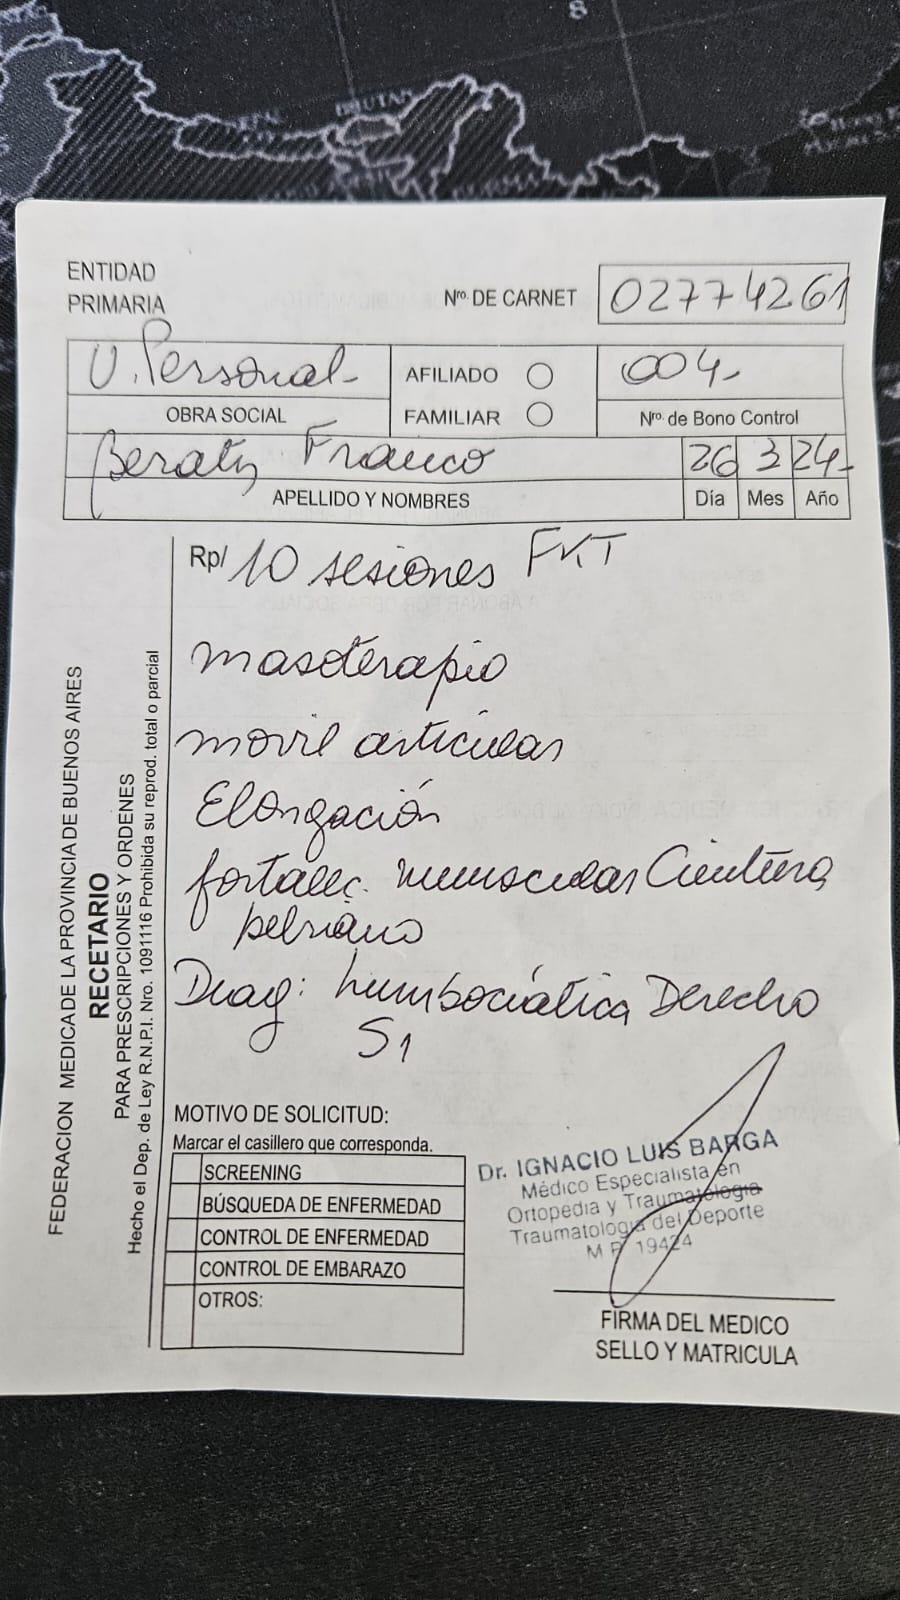 8
BHUTAN
ENTIDAD
PRIMARIA
Nro. DE CARNET
02774261
U. Personal-
AFILIADO
004-
OBRA SOCIAL
FAMILIAR
Nro. de Bono Control
Franco
26 3 24-
APELLIDO Y NOMBRES
Día Mes Año
Rp/ 10 sesiones FKT
masoterapia
movil articular
Elongación
fortalec. muscular Cintura
pelviana
Diag: Lumbociática Derecha
S1
FEDERACION MEDICA DE LA PROVINCIA DE BUENOS AIRES
RECETARIO
PARA PRESCRIPCIONES Y ORDENES
Hecho el Dep. de Ley R.N.P.I. Nro. 1091116 Prohibida su reprod. total o parcial
MOTIVO DE SOLICITUD:
Marcar el casillero que corresponda.
SCREENING
BÚSQUEDA DE ENFERMEDAD
CONTROL DE ENFERMEDAD
CONTROL DE EMBARAZO
OTROS:
Dr. IGNACIO LUIS BARGA
Médico Especialista en
Ortopedia y Traumatología
Traumatologia del Deporte
M P 19424
FIRMA DEL MEDICO
SELLO Y MATRICULA